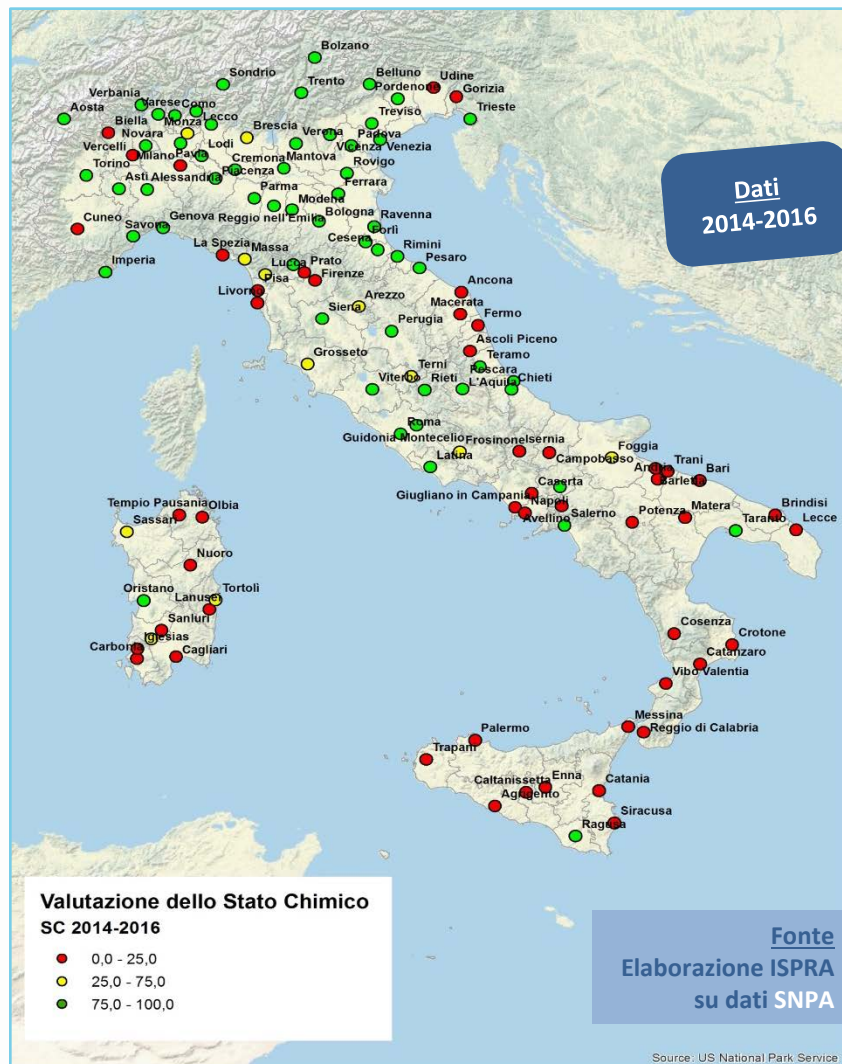 Bolzano
Sondrio
Trento
Belluno
Udine
Pordenone
Gorizia
Verbania
Varese
Como
Treviso
Trieste
Aosta
Biella
Monza
Lecco
Novara
Brescia
Verona
Padova
Vercelli
Lodi
Vicenza
Venezia
Milano
Pavia
Cremona
Mantova
Rovigo
Torino
Piacenza
Asti
Alessandria
Parma
Ferrara
Modena
Cuneo
Genova
Reggio nell'Emilia
Bologna
Ravenna
Savona
Forlì
Cesena
La Spezia
Massa
Rimini
Imperia
Lucca
Prato
Pesaro
Pisa
Firenze
Livorno
Ancona
Arezzo
Macerata
Siena
Fermo
Perugia
Ascoli Piceno
Grosseto
Teramo
Terni
Pescara
Viterbo
Rieti
L'Aquila
Chieti
Roma
Guidonia Montecelio
Frosinone
Isernia
Foggia
Latina
Campobasso
Andria
Trani
Barletta
Bari
Caserta
Giugliano in Campania
Napoli
Avellino
Salerno
Potenza
Matera
Brindisi
Taranto
Lecce
Tempio Pausania
Olbia
Sassari
Nuoro
Oristano
Lanusei
Tortolì
Sanluri
Iglesias
Carbonia
Cagliari
Cosenza
Crotone
Catanzaro
Vibo Valentia
Messina
Reggio di Calabria
Palermo
Trapani
Caltanissetta
Enna
Agrigento
Catania
Siracusa
Ragusa
Dati
2014-2016
Valutazione dello Stato Chimico
SC 2014-2016
0,0 - 25,0
25,0 - 75,0
75,0 - 100,0
Fonte
Elaborazione ISPRA
su dati SNPA
Source: US National Park Service